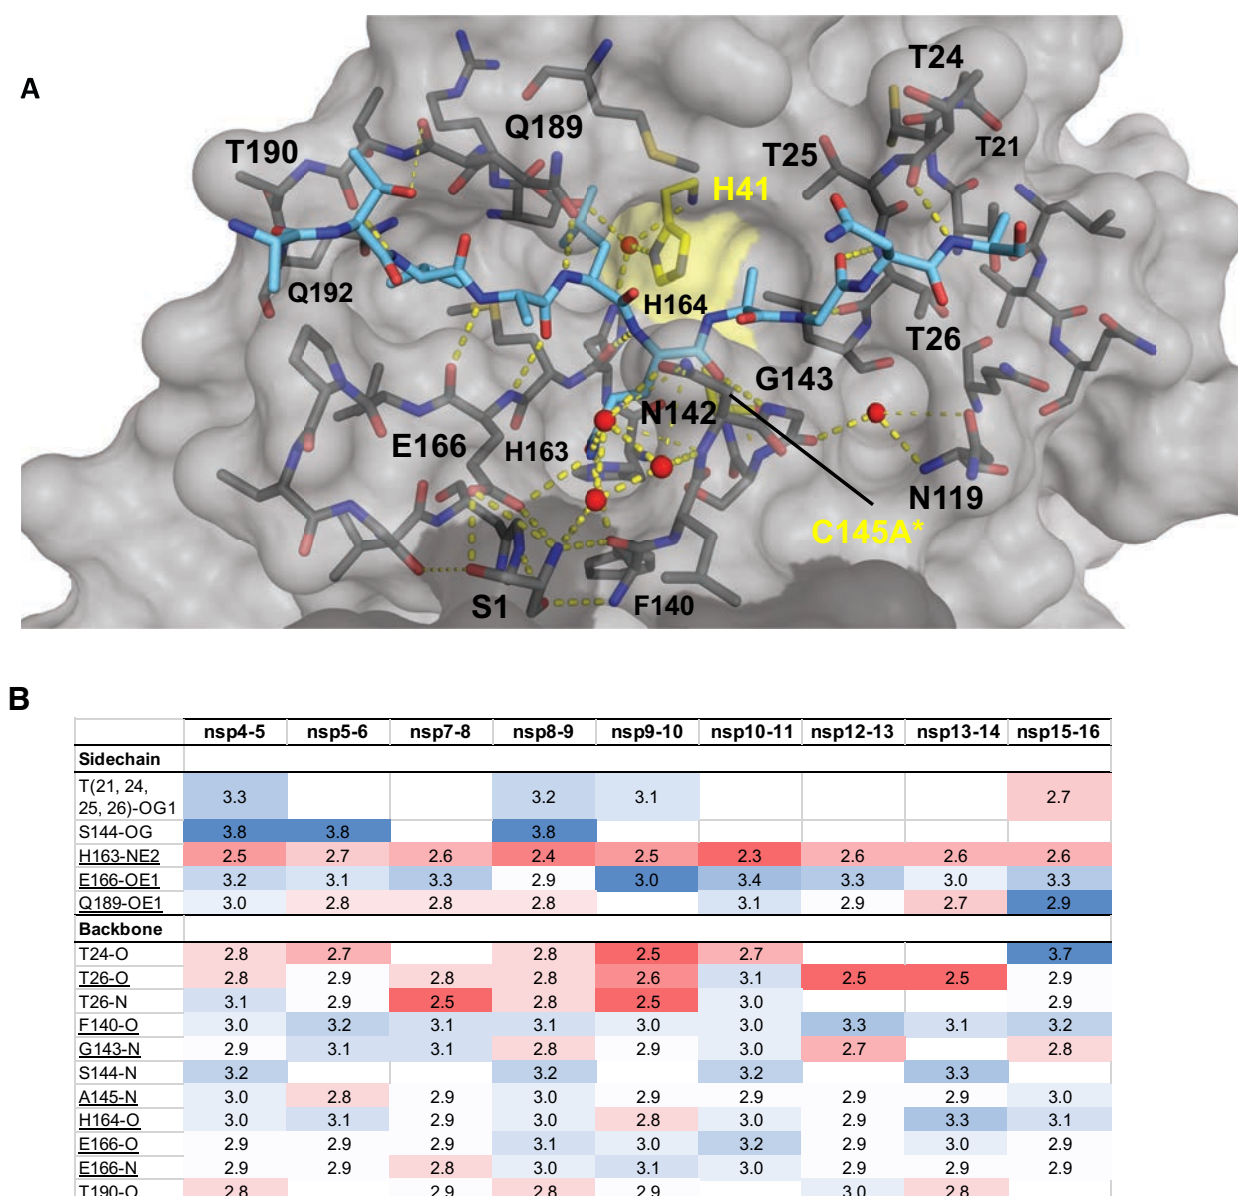 A
T24
Q189
T190
T25
T21
H41
Q192
H164
T26
G143
N142
E166
H163
N119
C145A*
S1
F140
B
nsp4-5 nsp5-6 nsp7-8 nsp8-9 nsp9-10 nsp10-11 nsp12-13 nsp13-14 nsp15-16
Sidechain
T(21, 24,
25, 26)-OG1 3.3 3.2 3.1 2.7
S144-OG 3.8 3.8 3.8
H163-NE2 2.5 2.7 2.6 2.4 2.5 2.3 2.6 2.6 2.6
E166-OE1 3.2 3.1 3.3 2.9 3.0 3.4 3.3 3.0 3.3
Q189-OE1 3.0 2.8 2.8 2.8 3.1 2.9 2.7 2.9
Backbone
T24-O 2.8 2.7 2.8 2.5 2.7 3.7
T26-O 2.8 2.9 2.8 2.8 2.6 3.1 2.5 2.5 2.9
T26-N 3.1 2.9 2.5 2.8 2.5 3.0 2.9
F140-O 3.0 3.2 3.1 3.1 3.0 3.0 3.3 3.1 3.2
G143-N 2.9 3.1 3.1 2.8 2.9 3.0 2.7 2.8
S144-N 3.2 3.2 3.2 3.3
A145-N 3.0 2.8 2.9 3.0 2.9 2.9 2.9 2.9 3.0
H164-O 3.0 3.1 2.9 3.0 2.8 3.0 2.9 3.3 3.1
E166-O 2.9 2.9 2.9 3.1 3.0 3.2 2.9 3.0 2.9
E166-N 2.9 2.9 2.8 3.0 3.1 3.0 2.9 2.9 2.9
T190-O 2.8 2.9 2.8 2.9 3.0 2.8